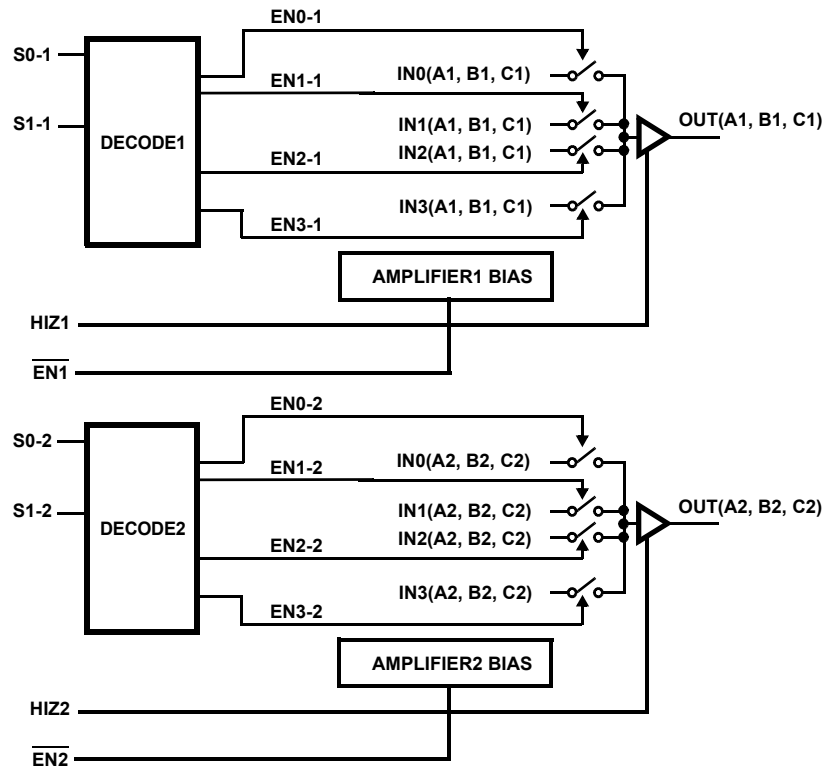 EN0-1
S0-1
EN1-1
IN0(A1, B1, C1)
S1-1
DECODE1
IN1(A1, B1, C1)
OUT(A1, B1, C1)
EN2-1
IN2(A1, B1, C1)
EN3-1
IN3(A1, B1, C1)
AMPLIFIER1 BIAS
HIZ1
EN1
EN0-2
S0-2
EN1-2
IN0(A2, B2, C2)
S1-2
DECODE2
IN1(A2, B2, C2)
OUT(A2, B2, C2)
EN2-2
IN2(A2, B2, C2)
EN3-2
IN3(A2, B2, C2)
AMPLIFIER2 BIAS
HIZ2
EN2